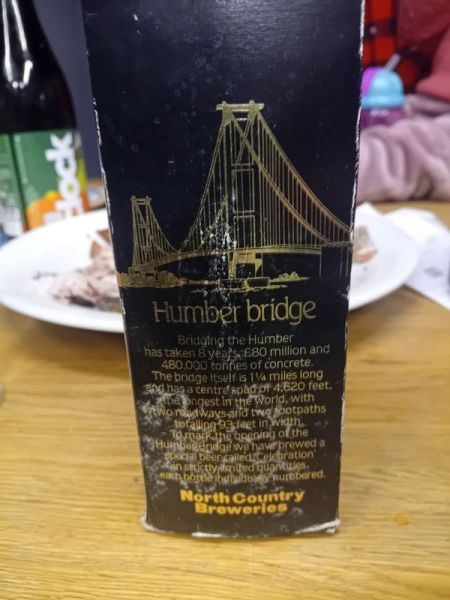 lock
Humber bridge
Bridging the Humber
has taken 8 years, £80 million and
480,000 tonnes of concrete.
The bridge itself is 1¼ miles long
and has a centre span of 4,620 feet,
the longest in the world, with
two roadways and two footpaths
totalling 93 feet in width.
To mark the opening of the
Humber Bridge we have brewed a
special beer called 'Celebration'
in strictly limited quantities,
each bottle individually numbered.
North Country
Breweries